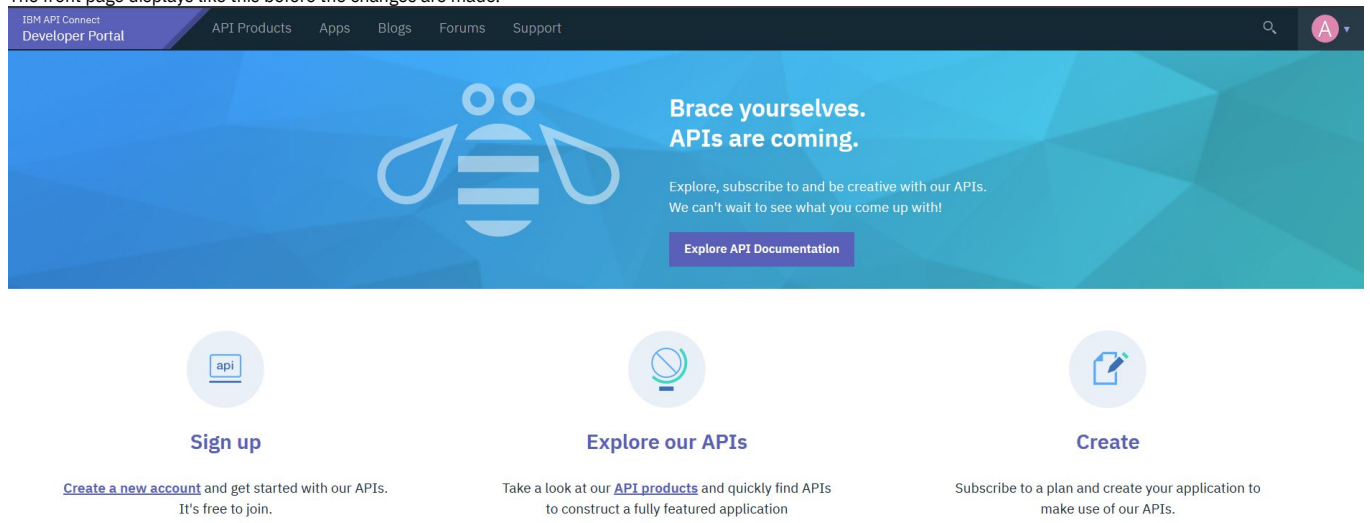 The front page displays like this before the changes are made:
IBM API Connect
Developer Portal
API Products Apps Blogs Forums Support
A
Brace yourselves.
APIs are coming.
Explore, subscribe to and be creative with our APIs.
We can't wait to see what you come up with!
Explore API Documentation
api
Sign up
Explore our APIs
Create
Create a new account and get started with our APIs.
It's free to join.
Take a look at our API products and quickly find APIs
to construct a fully featured application
Subscribe to a plan and create your application to
make use of our APIs.